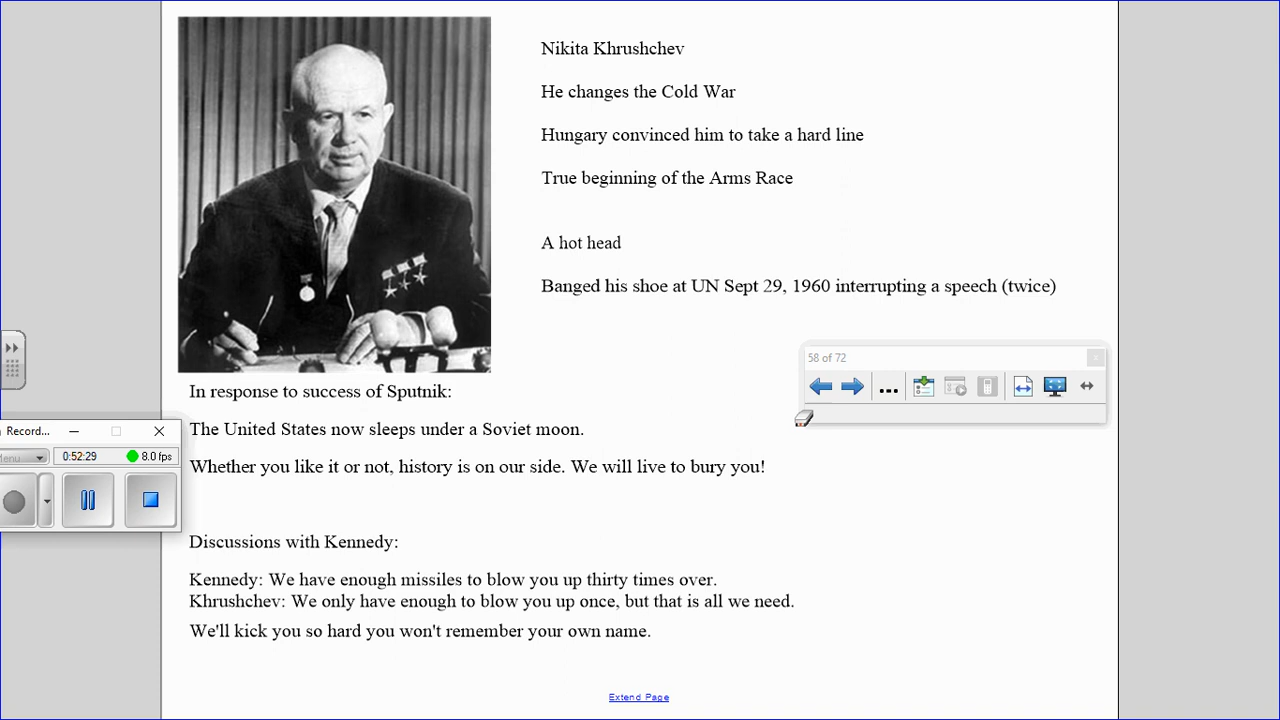 Nikita Khrushchev
He changes the Cold War
Hungary convinced him to take a hard line
True beginning of the Arms Race
A hot head
Banged his shoe at UN Sept 29, 1960 interrupting a speech (twice)
58 of 72
In response to success of Sputnik:
The United States now sleeps under a Soviet moon.
Whether you like it or not, history is on our side. We will live to bury you!
Record...
Menu
0:52:29
8.0 fps
Discussions with Kennedy:
Kennedy: We have enough missiles to blow you up thirty times over.
Khrushchev: We only have enough to blow you up once, but that is all we need.
We'll kick you so hard you won't remember your own name.
Extend Page